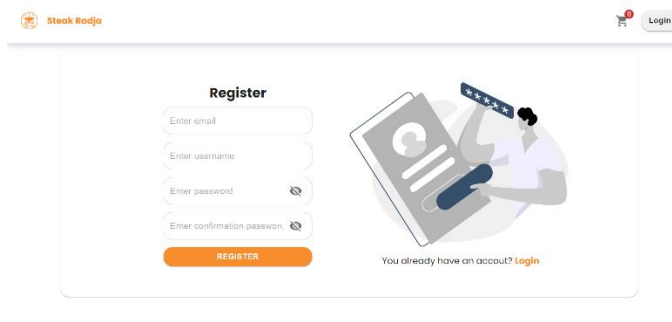 Steak Radja
0
Login
Register
Enter email
Enter username
Enter password
Enter confirmation passwor
REGISTER
****
You already have an accout? Login